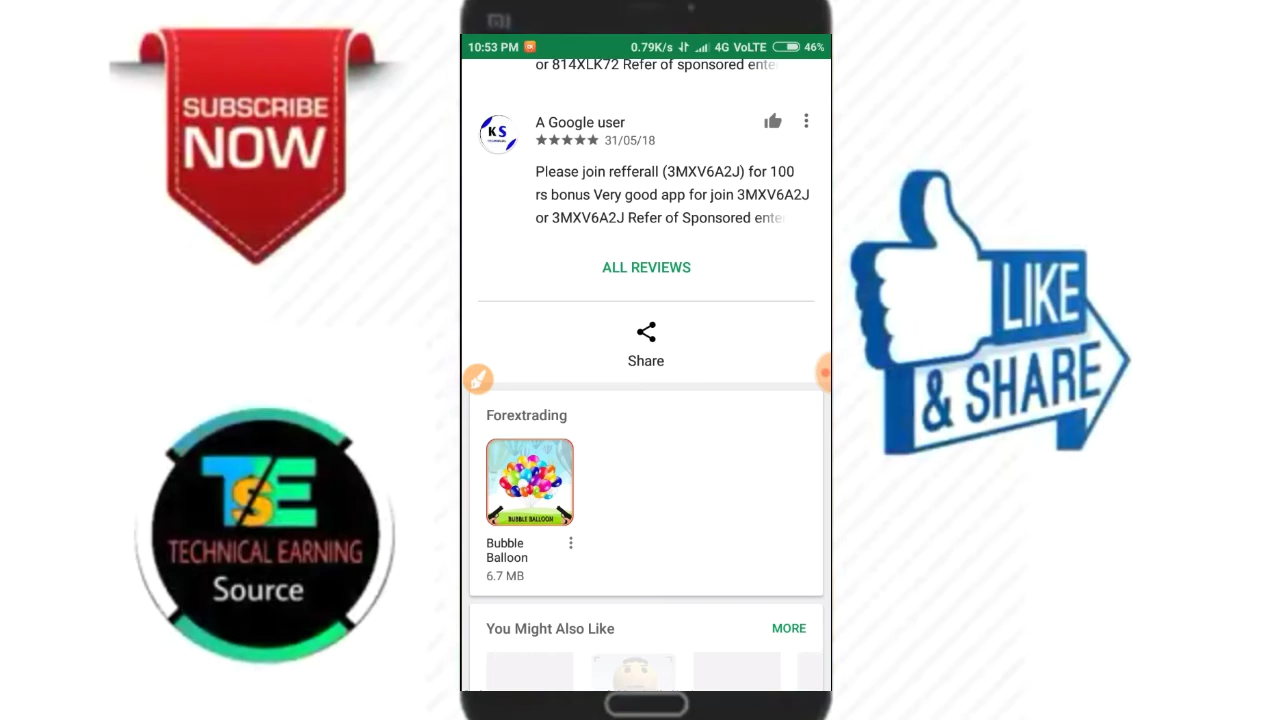 SUBSCRIBE
NOW
TSE
TECHNICAL EARNING
Source
mi
10:53 PM 0.79K/s 4G VoLTE 46%
or 814XLK72 Refer of sponsored ente
A Google user
31/05/18
Please join refferall (3MXV6A2J) for 100
rs bonus Very good app for join 3MXV6A2J
or 3MXV6A2J Refer of Sponsored ente
ALL REVIEWS
Share
Forextrading
BUBBLE BALLOON
Bubble
Balloon
6.7 MB
You Might Also Like MORE
LIKE
& SHARE
KS